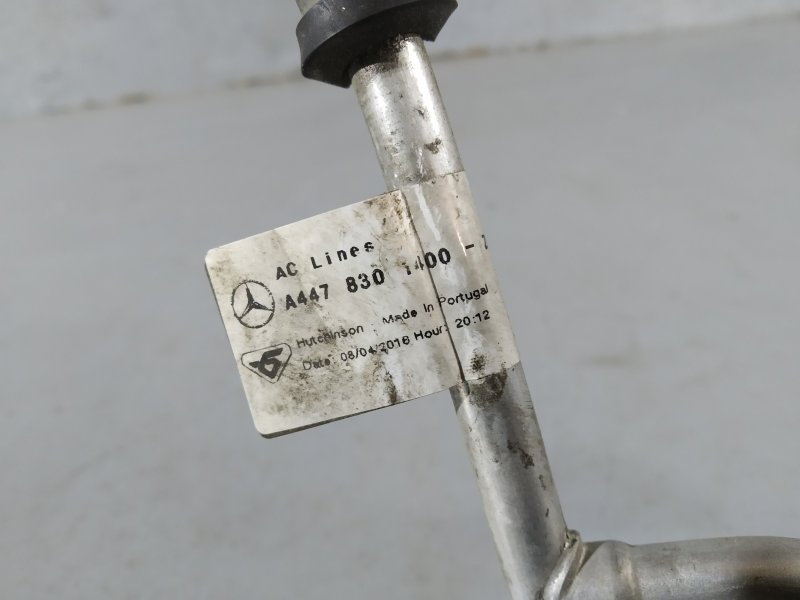 AC Lines
A447 830 1400 -
Hutchinson Made In Portugal
Date: 08/04/2016 Hour: 20:12